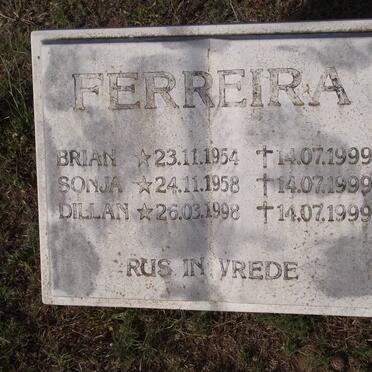 FERREIRA
BRIAN ☆ 23.11.1954 ✝ 14.07.1999
SONJA ☆ 24.11.1958 ✝ 14.07.1999
DILLAN ☆ 26.03.1998 ✝ 14.07.1999
RUS IN VREDE